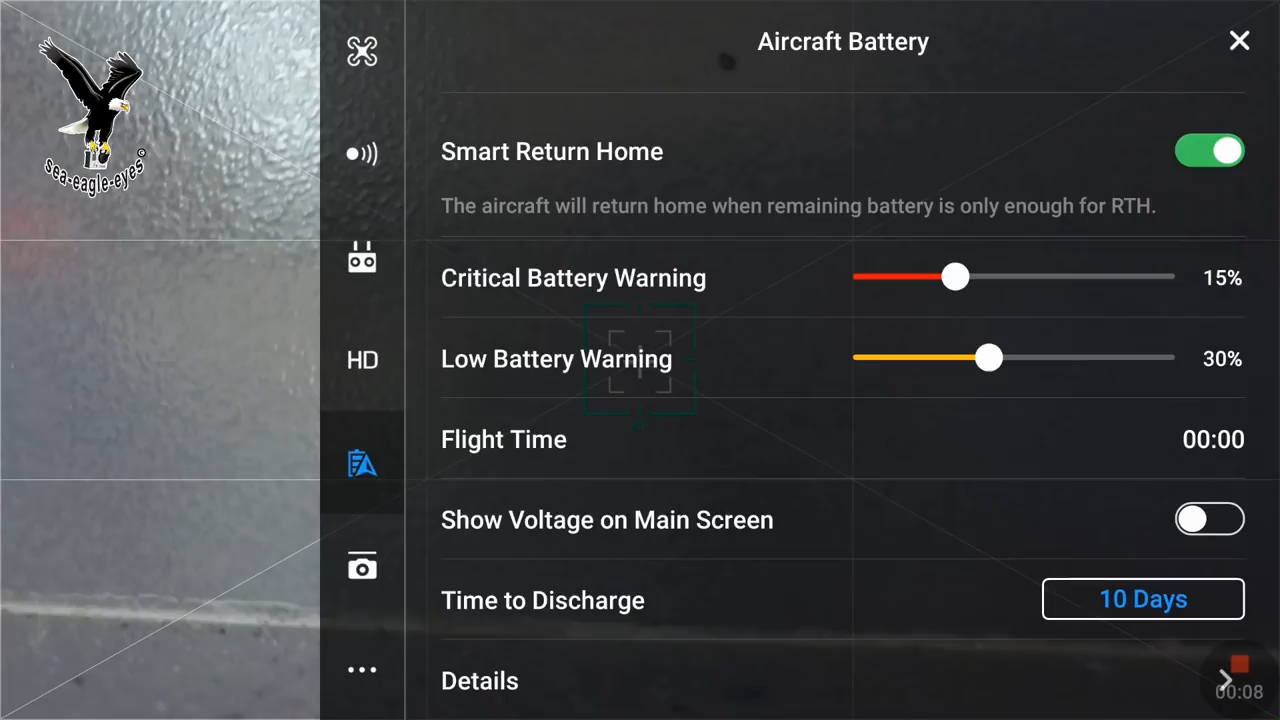 sea-eagle-eyes©
Aircraft Battery
Smart Return Home
The aircraft will return home when remaining battery is only enough for RTH.
Critical Battery Warning 15%
Low Battery Warning 30%
HD
Flight Time 00:00
Show Voltage on Main Screen
Time to Discharge 10 Days
Details
00:08